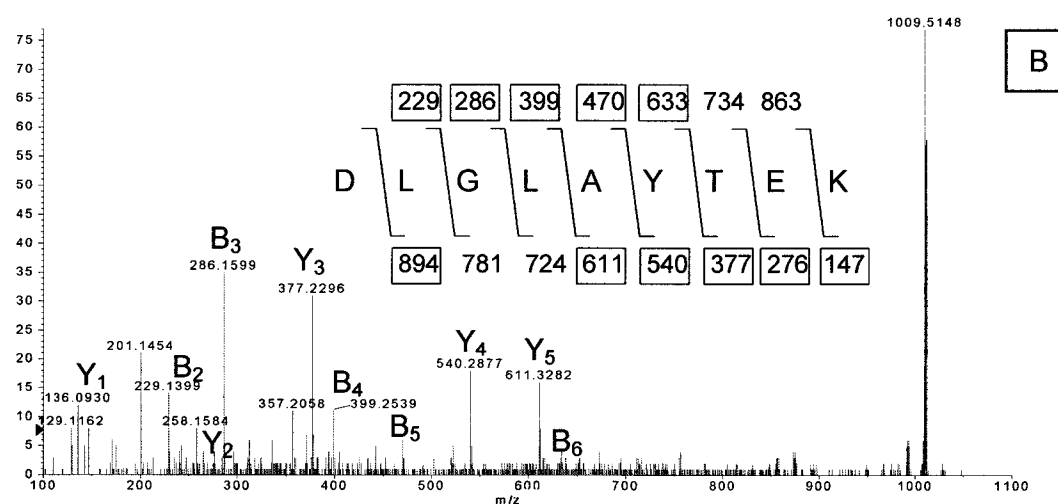 1009.5148
B
75
70
65
60
55
50
45
40
35
30
25
20
15
10
5
0
229 286 399 470 633 734 863
D L G L A Y T E K
894 781 724 611 540 377 276 147
B3
286.1599
Y3
377.2296
201.1454
Y1
136.0930
129.1162
B2
229.1399
258.1584
Y2
357.2058
B4
399.2539
B5
Y4
540.2877
Y5
611.3282
B6
100 200 300 400 500 600 700 800 900 1000 1100
m/z